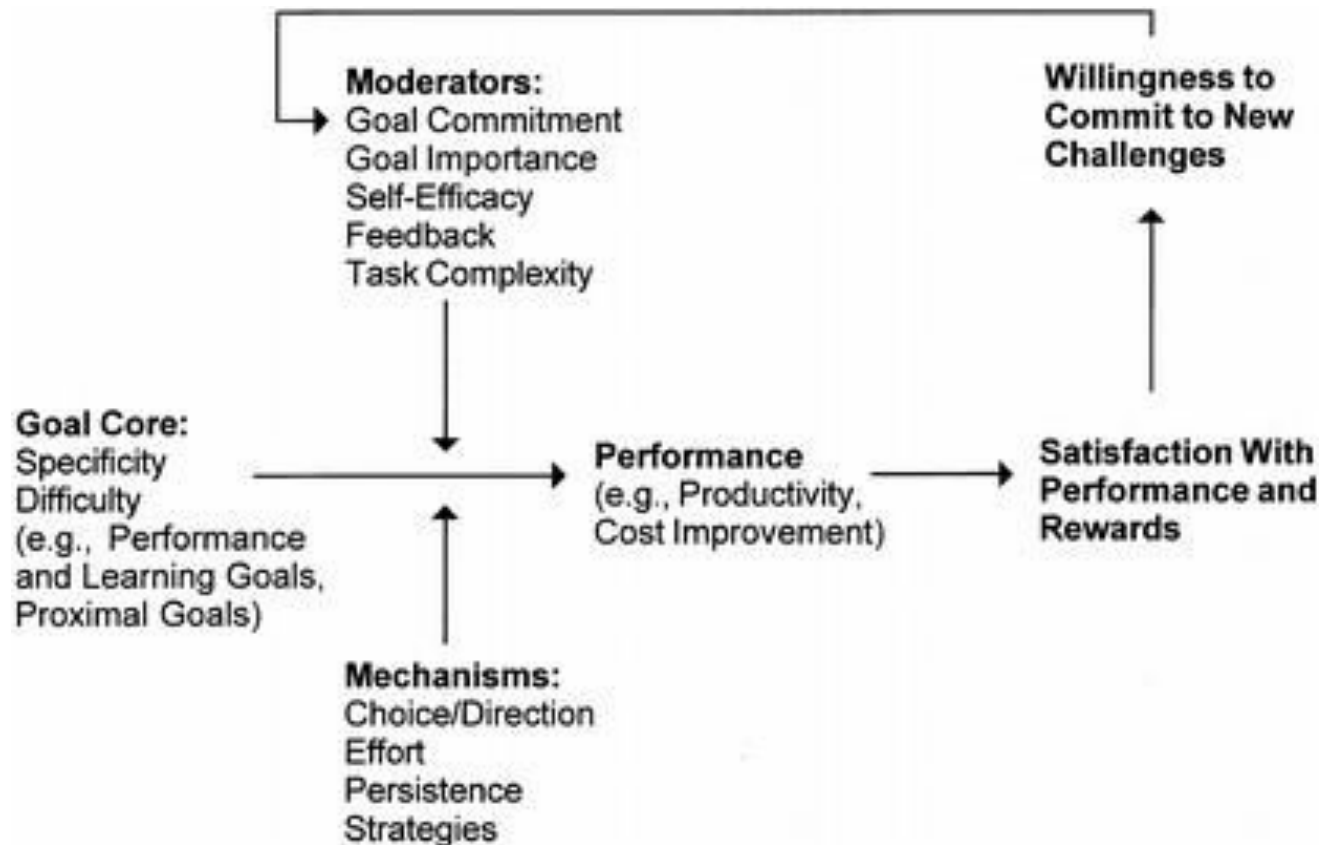 Moderators:
Goal Commitment
Goal Importance
Self-Efficacy
Feedback
Task Complexity
Willingness to
Commit to New
Challenges
Goal Core:
Specificity
Difficulty
(e.g., Performance
and Learning Goals,
Proximal Goals)
Performance
(e.g., Productivity,
Cost Improvement)
Satisfaction With
Performance and
Rewards
Mechanisms:
Choice/Direction
Effort
Persistence
Strategies